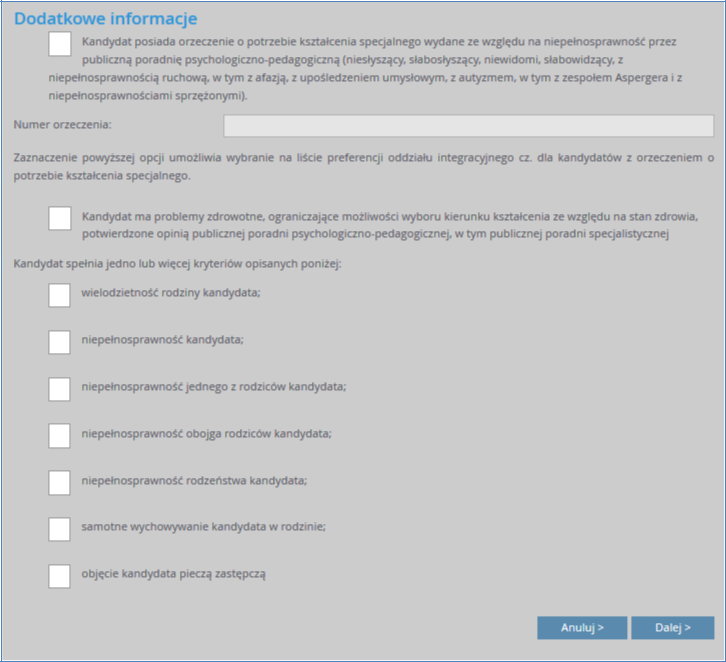 Dodatkowe informacje
Kandydat posiada orzeczenie o potrzebie kształcenia specjalnego wydane ze względu na niepełnosprawność przez
publiczną poradnię psychologiczno-pedagogiczną (niesłyszący, słabosłyszący, niewidomi, słabowidzący, z
niepełnosprawnością ruchową, w tym z afazją, z upośledzeniem umysłowym, z autyzmem, w tym z zespołem Aspergera i z
niepełnosprawnościami sprzężonymi).
Numer orzeczenia:
Zaznaczenie powyższej opcji umożliwia wybranie na liście preferencji oddziału integracyjnego cz. dla kandydatów z orzeczeniem o
potrzebie kształcenia specjalnego.
Kandydat ma problemy zdrowotne, ograniczające możliwości wyboru kierunku kształcenia ze względu na stan zdrowia,
potwierdzone opinią publicznej poradni psychologiczno-pedagogicznej, w tym publicznej poradni specjalistycznej
Kandydat spełnia jedno lub więcej kryteriów opisanych poniżej:
wielodzietność rodziny kandydata;
niepełnosprawność kandydata;
niepełnosprawność jednego z rodziców kandydata;
niepełnosprawność obojga rodziców kandydata;
niepełnosprawność rodzeństwa kandydata;
samotne wychowywanie kandydata w rodzinie;
objęcie kandydata pieczą zastępczą
Anuluj > Dalej >